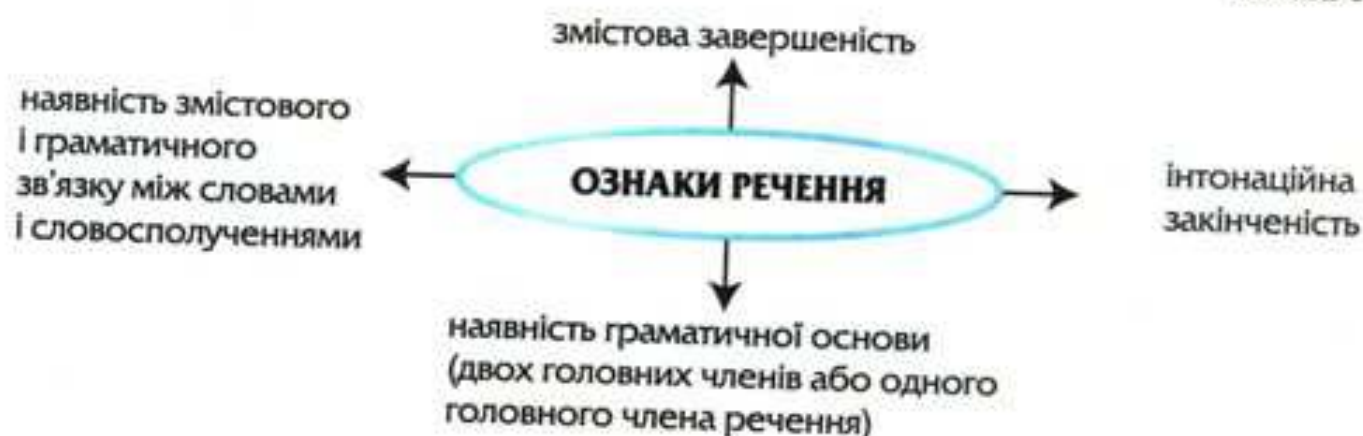 змістова завершеність
наявність змістового
і граматичного
зв'язку між словами
і словосполученнями
ОЗНАКИ РЕЧЕННЯ
інтонаційна
закінченість
наявність граматичної основи
(двох головних членів або одного
головного члена речення)